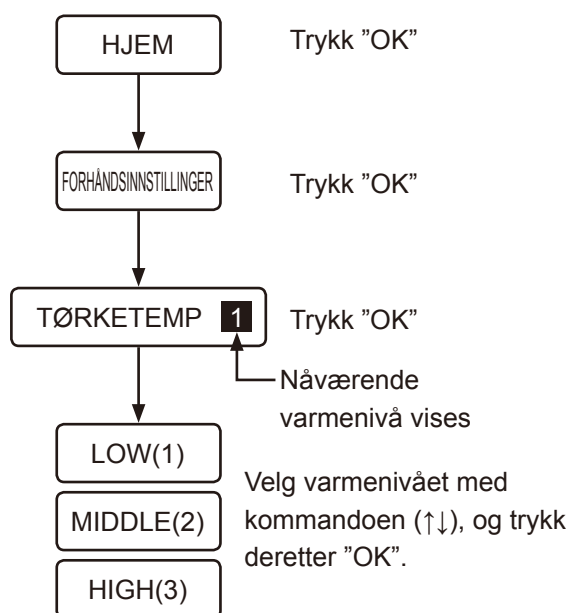 HJEM
Trykk ”OK”
FORHÅNDSINNSTILLINGER
Trykk ”OK”
TØRKETEMP 1
Trykk ”OK”
Nåværende
varmenivå vises
LOW(1)
MIDDLE(2)
HIGH(3)
Velg varmenivået med
kommandoen (↑↓), og trykk
deretter ”OK”.